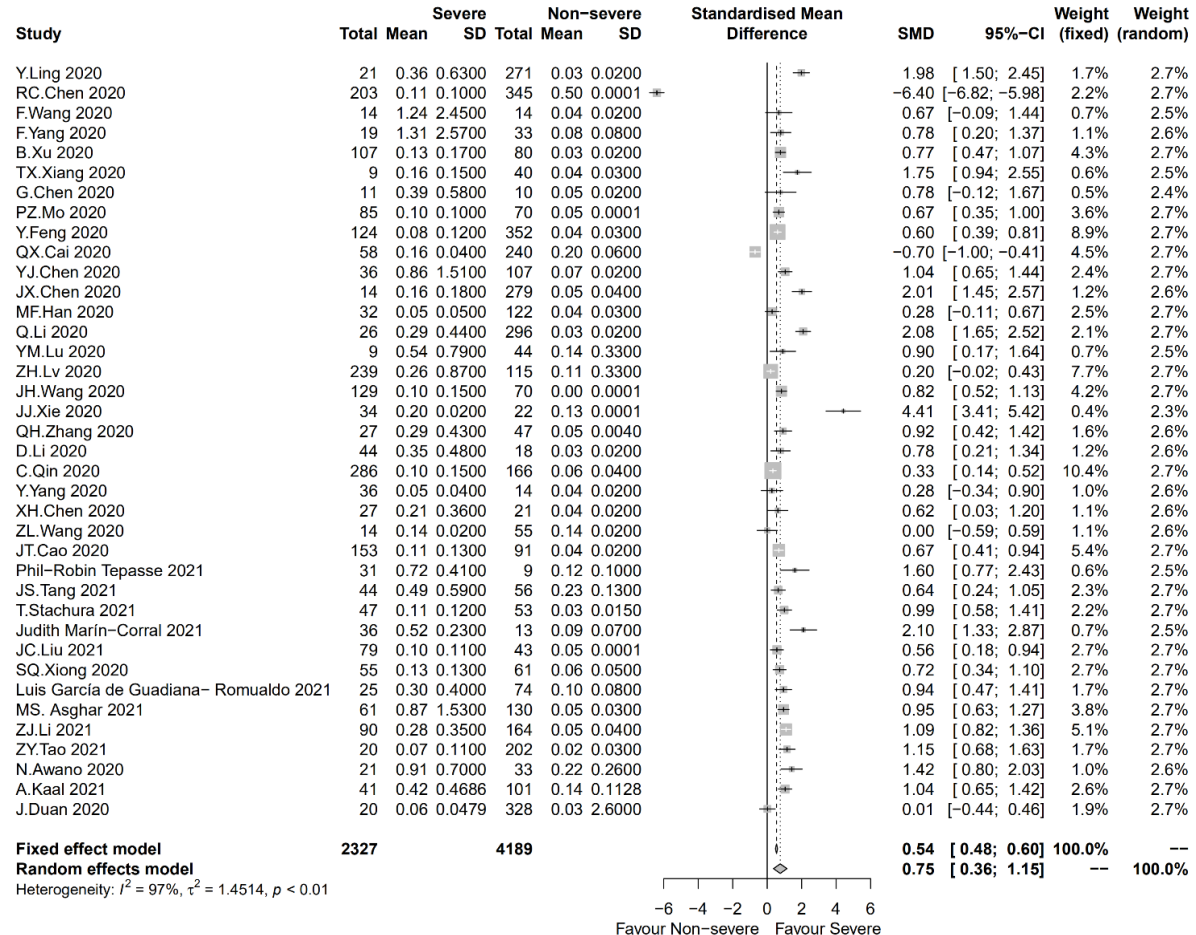 Severe Non−severe Standardised Mean Weight Weight
Study Total Mean SD Total Mean SD Difference SMD 95%−CI (fixed) (random)
Y.Ling 2020 21 0.36 0.6300 271 0.03 0.0200 1.98 [ 1.50; 2.45] 1.7% 2.7%
RC.Chen 2020 203 0.11 0.1000 345 0.50 0.0001 −6.40 [−6.82; −5.98] 2.2% 2.7%
F.Wang 2020 14 1.24 2.4500 14 0.04 0.0200 0.67 [−0.09; 1.44] 0.7% 2.5%
F.Yang 2020 19 1.31 2.5700 33 0.08 0.0800 0.78 [ 0.20; 1.37] 1.1% 2.6%
B.Xu 2020 107 0.13 0.1700 80 0.03 0.0200 0.77 [ 0.47; 1.07] 4.3% 2.7%
TX.Xiang 2020 9 0.16 0.1500 40 0.04 0.0300 1.75 [ 0.94; 2.55] 0.6% 2.5%
G.Chen 2020 11 0.39 0.5800 10 0.05 0.0200 0.78 [−0.12; 1.67] 0.5% 2.4%
PZ.Mo 2020 85 0.10 0.1000 70 0.05 0.0001 0.67 [ 0.35; 1.00] 3.6% 2.7%
Y.Feng 2020 124 0.08 0.1200 352 0.04 0.0300 0.60 [ 0.39; 0.81] 8.9% 2.7%
QX.Cai 2020 58 0.16 0.0400 240 0.20 0.0600 −0.70 [−1.00; −0.41] 4.5% 2.7%
YJ.Chen 2020 36 0.86 1.5100 107 0.07 0.0200 1.04 [ 0.65; 1.44] 2.4% 2.7%
JX.Chen 2020 14 0.16 0.1800 279 0.05 0.0400 2.01 [ 1.45; 2.57] 1.2% 2.6%
MF.Han 2020 32 0.05 0.0500 122 0.04 0.0300 0.28 [−0.11; 0.67] 2.5% 2.7%
Q.Li 2020 26 0.29 0.4400 296 0.03 0.0200 2.08 [ 1.65; 2.52] 2.1% 2.7%
YM.Lu 2020 9 0.54 0.7900 44 0.14 0.3300 0.90 [ 0.17; 1.64] 0.7% 2.5%
ZH.Lv 2020 239 0.26 0.8700 115 0.11 0.3300 0.20 [−0.02; 0.43] 7.7% 2.7%
JH.Wang 2020 129 0.10 0.1500 70 0.00 0.0001 0.82 [ 0.52; 1.13] 4.2% 2.7%
JJ.Xie 2020 34 0.20 0.0200 22 0.13 0.0001 4.41 [ 3.41; 5.42] 0.4% 2.3%
QH.Zhang 2020 27 0.29 0.4300 47 0.05 0.0040 0.92 [ 0.42; 1.42] 1.6% 2.6%
D.Li 2020 44 0.35 0.4800 18 0.03 0.0200 0.78 [ 0.21; 1.34] 1.2% 2.6%
C.Qin 2020 286 0.10 0.1500 166 0.06 0.0400 0.33 [ 0.14; 0.52] 10.4% 2.7%
Y.Yang 2020 36 0.05 0.0400 14 0.04 0.0200 0.28 [−0.34; 0.90] 1.0% 2.6%
XH.Chen 2020 27 0.21 0.3600 21 0.04 0.0200 0.62 [ 0.03; 1.20] 1.1% 2.6%
ZL.Wang 2020 14 0.14 0.0200 55 0.14 0.0200 0.00 [−0.59; 0.59] 1.1% 2.6%
JT.Cao 2020 153 0.11 0.1300 91 0.04 0.0200 0.67 [ 0.41; 0.94] 5.4% 2.7%
Phil−Robin Tepasse 2021 31 0.72 0.4100 9 0.12 0.1000 1.60 [ 0.77; 2.43] 0.6% 2.5%
JS.Tang 2021 44 0.49 0.5900 56 0.23 0.1300 0.64 [ 0.24; 1.05] 2.3% 2.7%
T.Stachura 2021 47 0.11 0.1200 53 0.03 0.0150 0.99 [ 0.58; 1.41] 2.2% 2.7%
Judith Marín−Corral 2021 36 0.52 0.2300 13 0.09 0.0700 2.10 [ 1.33; 2.87] 0.7% 2.5%
JC.Liu 2021 79 0.10 0.1100 43 0.05 0.0001 0.56 [ 0.18; 0.94] 2.7% 2.7%
SQ.Xiong 2020 55 0.13 0.1300 61 0.06 0.0500 0.72 [ 0.34; 1.10] 2.7% 2.7%
Luis García de Guadiana− Romualdo 2021 25 0.30 0.4000 74 0.10 0.0800 0.94 [ 0.47; 1.41] 1.7% 2.7%
MS. Asghar 2021 61 0.87 1.5300 130 0.05 0.0300 0.95 [ 0.63; 1.27] 3.8% 2.7%
ZJ.Li 2021 90 0.28 0.3500 164 0.05 0.0400 1.09 [ 0.82; 1.36] 5.1% 2.7%
ZY.Tao 2021 20 0.07 0.1100 202 0.02 0.0300 1.15 [ 0.68; 1.63] 1.7% 2.7%
N.Awano 2020 21 0.91 0.7000 33 0.22 0.2600 1.42 [ 0.80; 2.03] 1.0% 2.6%
A.Kaal 2021 41 0.42 0.4686 101 0.14 0.1128 1.04 [ 0.65; 1.42] 2.6% 2.7%
J.Duan 2020 20 0.06 0.0479 328 0.03 2.6000 0.01 [−0.44; 0.46] 1.9% 2.7%
Fixed effect model 2327 4189 0.54 [ 0.48; 0.60] 100.0% −−
Random effects model 0.75 [ 0.36; 1.15] −− 100.0%
Heterogeneity: I² = 97%, τ² = 1.4514, p < 0.01
−6 −4 −2 0 2 4 6
Favour Non−severe Favour Severe